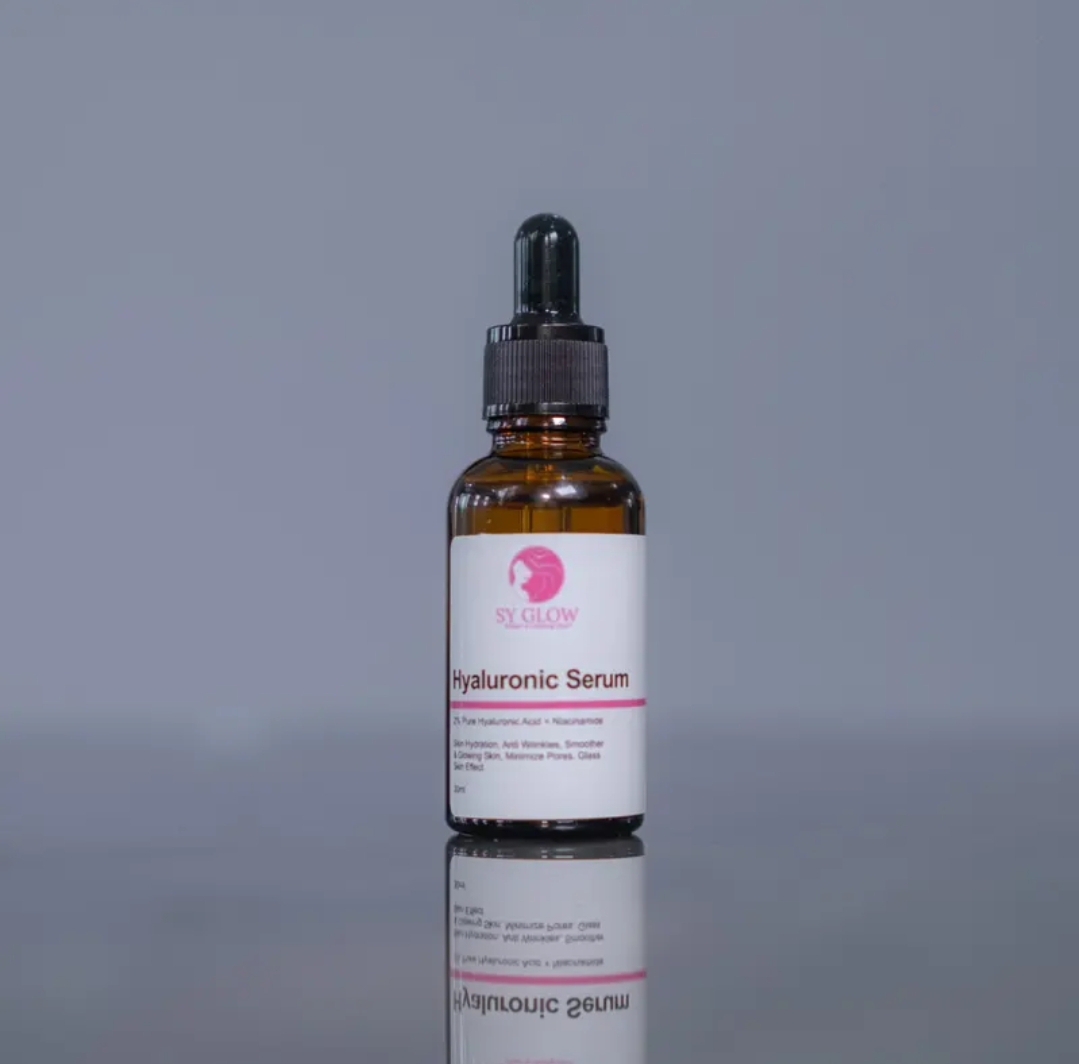 SY GLOW
Hyaluronic Serum
2% Pure Hyaluronic Acid + Niacinamide
Skin Hydration, Anti Wrinkles, Smoother
& Glowing Skin, Minimize Pores, Glass
Skin Effect
30ml